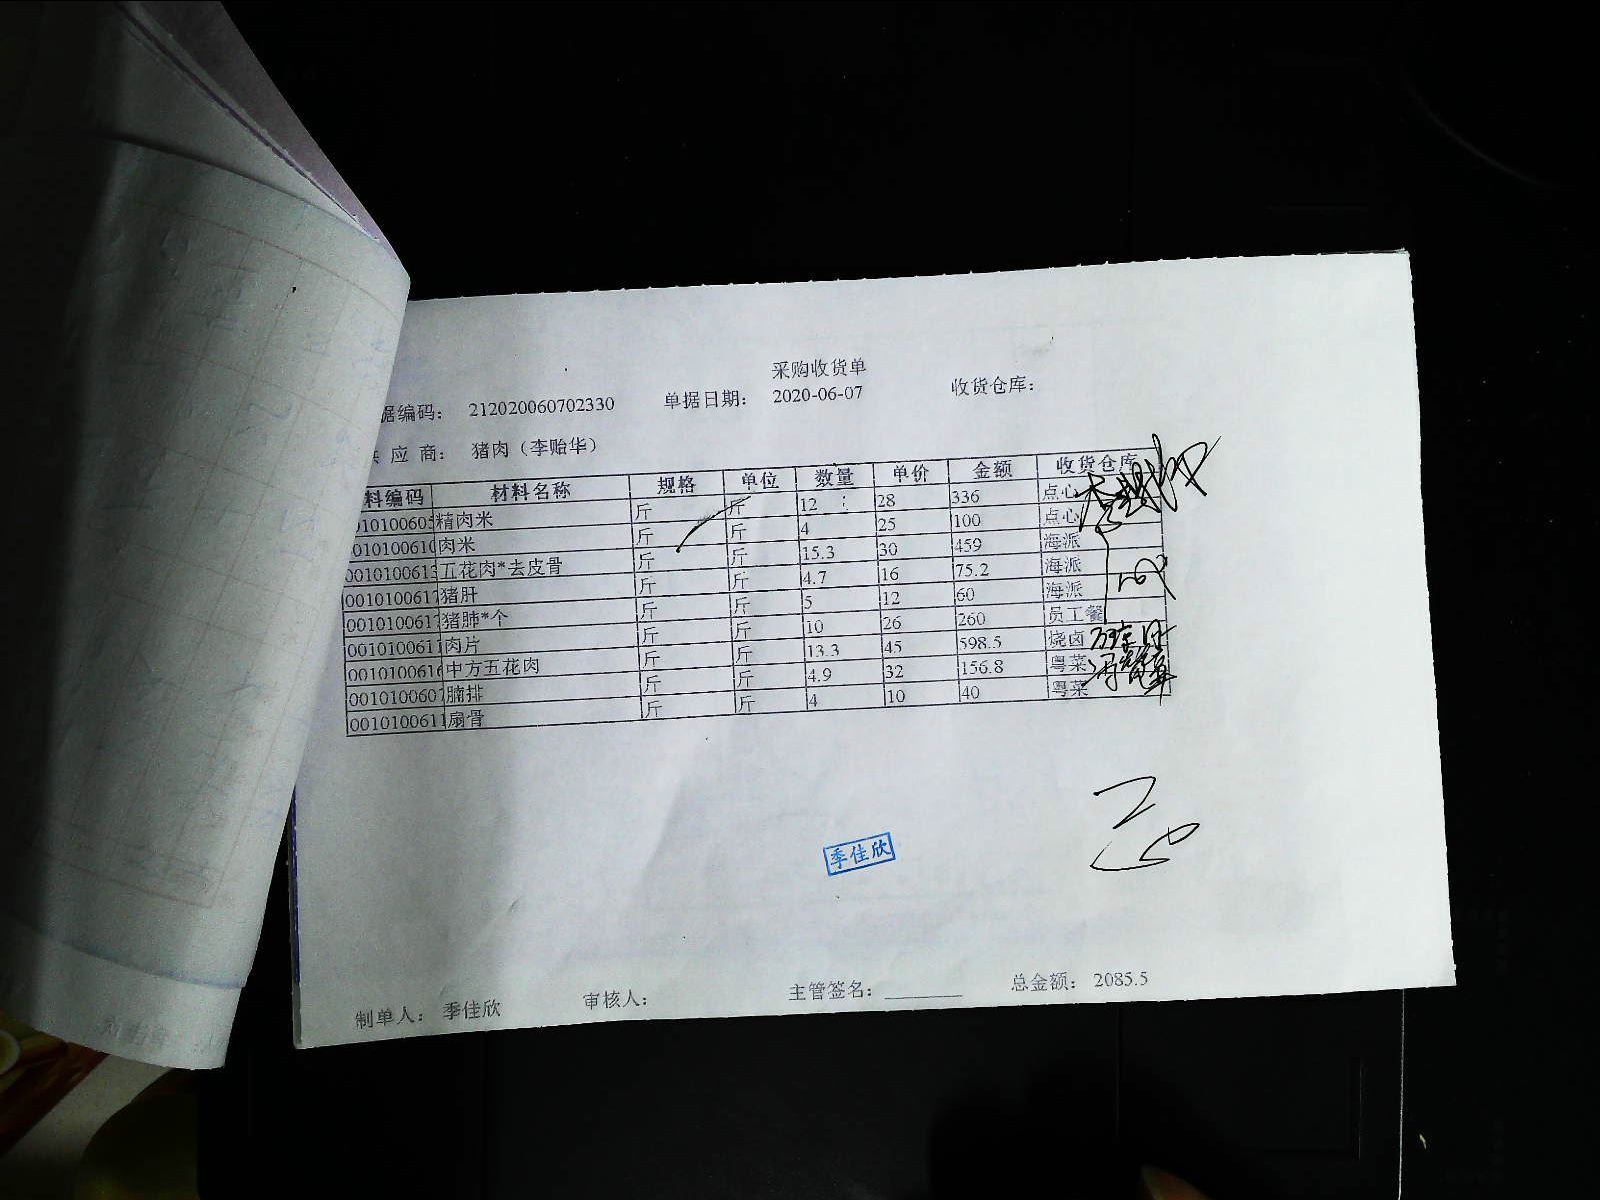 采购收货单
据编码： 212020060702330 单据日期： 2020-06-07 收货仓库：
应 商： 猪肉（李贻华）
料编码 材料名称 规格 单位 数量 单价 金额 收货仓库
精肉米 斤 斤 12 28 336 点心
0010100610 肉米 斤 斤 4 25 100 点心
0010100613 五花肉*去皮骨 斤 斤 15.3 30 459 海派
0010100617 猪肝 斤 斤 4.7 16 75.2 海派
0010100617 猪肺*个 斤 斤 5 12 60 海派
0010100611 肉片 斤 斤 10 26 260 员工餐
0010100616 中方五花肉 斤 斤 13.3 45 598.5 烧卤
0010100607 腩排 斤 斤 4.9 32 156.8 粤菜
0010100611 扇骨 斤 斤 4 10 40 粤菜
季佳欣
制单人： 季佳欣 审核人： 主管签名： 总金额： 2085.5